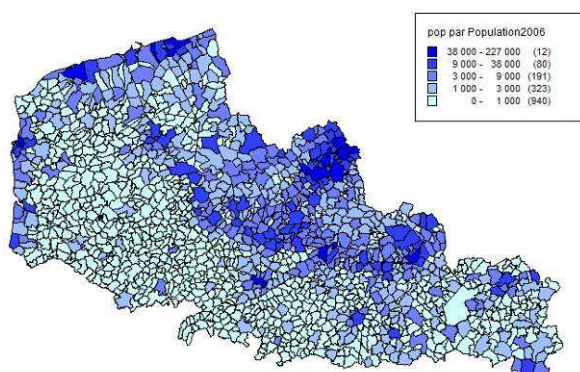 pop par Population2006
38 000 - 227 000 (12)
9 000 - 38 000 (80)
3 000 - 9 000 (191)
1 000 - 3 000 (323)
0 - 1 000 (940)